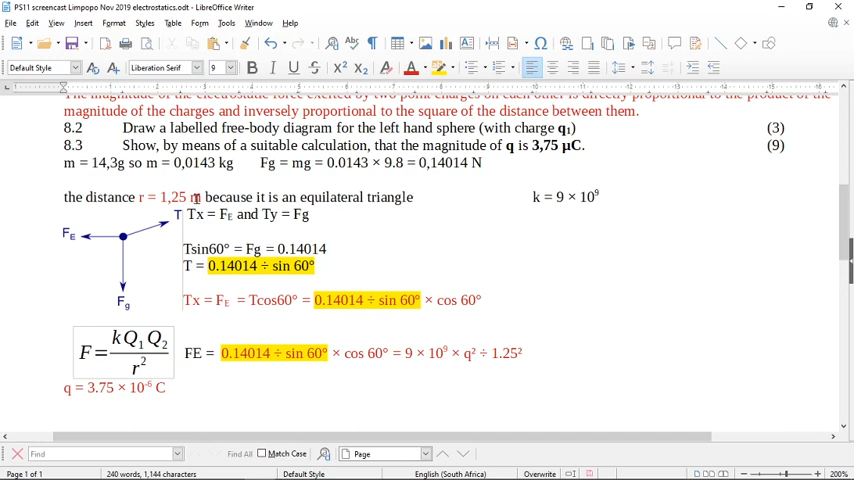 PS11 screencast Limpopo Nov 2019 electrostatics.odt - LibreOffice Writer
File Edit View Insert Format Styles Table Form Tools Window Help
Default Style Liberation Serif 9
magnitude of the charges and inversely proportional to the square of the distance between them.
8.2 Draw a labelled free-body diagram for the left hand sphere (with charge q₁) (3)
8.3 Show, by means of a suitable calculation, that the magnitude of q is 3,75 µC. (9)
m = 14,3g so m = 0,0143 kg Fg = mg = 0.0143 × 9.8 = 0,14014 N
the distance r = 1,25 m because it is an equilateral triangle k = 9 × 10⁹
T Tx = FE and Ty = Fg
FE
Tsin60° = Fg = 0.14014
T = 0.14014 ÷ sin 60°
Fg
Tx = FE = Tcos60° = 0.14014 ÷ sin 60° × cos 60°
F = kQ₁Q₂ / r²
FE = 0.14014 ÷ sin 60° × cos 60° = 9 × 10⁹ × q² ÷ 1.25²
q = 3.75 × 10⁻⁶ C
Find Find All Match Case Page
Page 1 of 1 240 words, 1,144 characters Default Style English (South Africa) Overwrite 200%